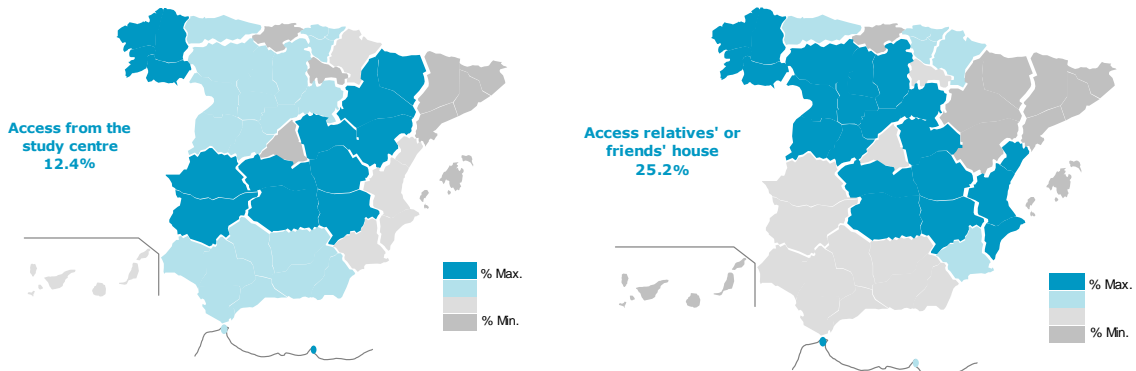 Access from the
study centre
12.4%
% Max.
% Min.
Access relatives' or
friends' house
25.2%
% Max.
% Min.